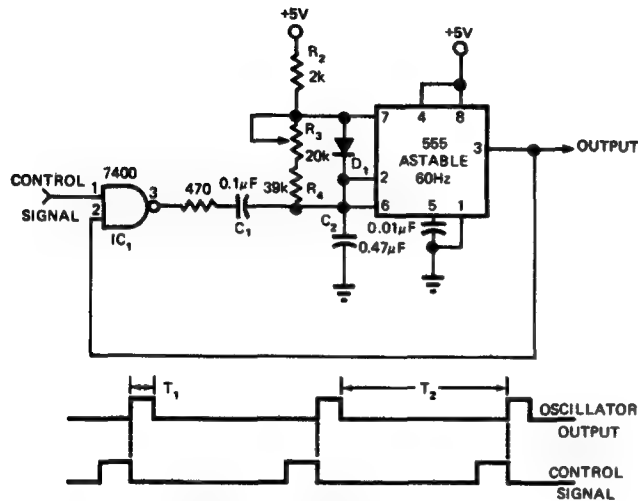 +5V
R2
2k
+5V
7
4
8
R3
20k
D1
555
ASTABLE
60Hz
3
OUTPUT
7400
CONTROL
SIGNAL
1
2
3
IC1
470
0.1μF
C1
39k
R4
2
6
5
1
C2
0.47μF
0.01μF
T1
T2
OSCILLATOR
OUTPUT
CONTROL
SIGNAL